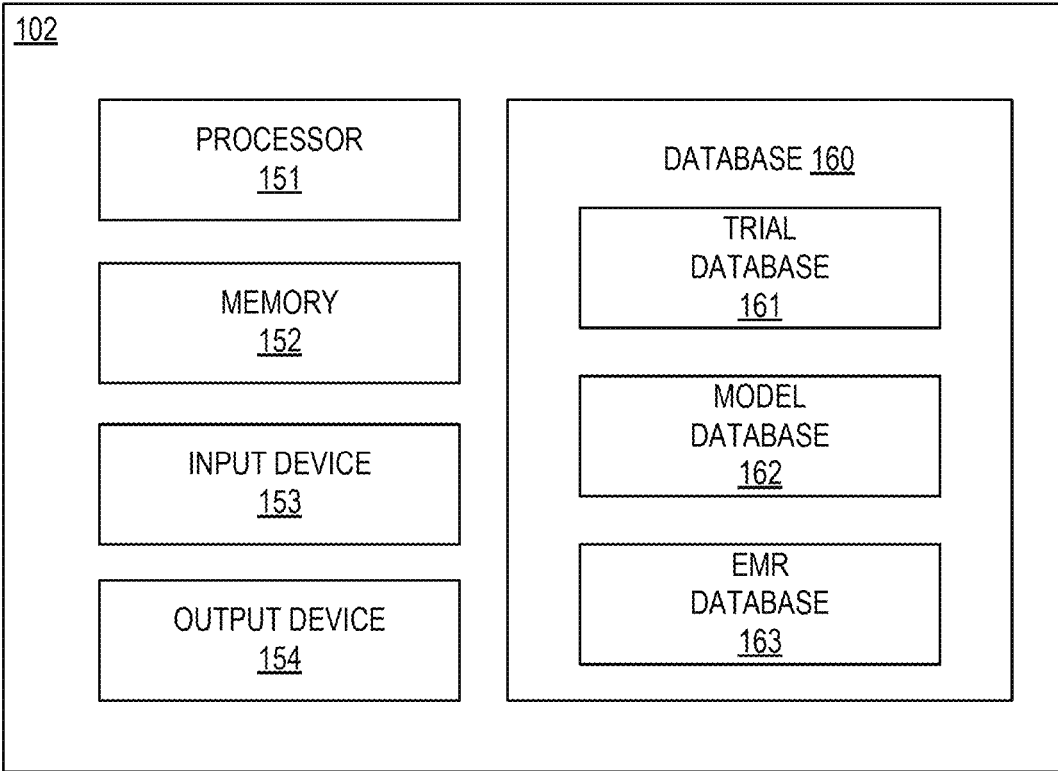 102
PROCESSOR
151
MEMORY
152
INPUT DEVICE
153
OUTPUT DEVICE
154
DATABASE 160
TRIAL
DATABASE
161
MODEL
DATABASE
162
EMR
DATABASE
163